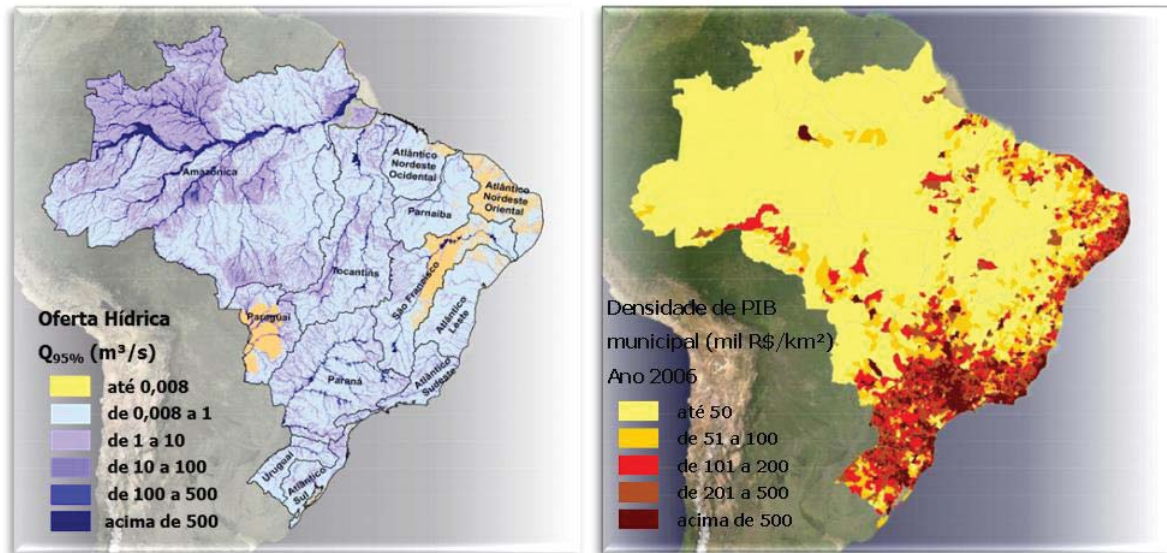 Amazônica
Atlântico
Nordeste
Ocidental
Atlântico
Nordeste
Oriental
Parnaíba
Tocantins
São Francisco
Atlântico
Leste
Paraguai
Paraná
Atlântico
Sudeste
Uruguai
Atlântico
Sul
Oferta Hídrica
Q95% (m³/s)
até 0,008
de 0,008 a 1
de 1 a 10
de 10 a 100
de 100 a 500
acima de 500
Densidade de PIB
municipal (mil R$/km²)
Ano 2006
até 50
de 51 a 100
de 101 a 200
de 201 a 500
acima de 500